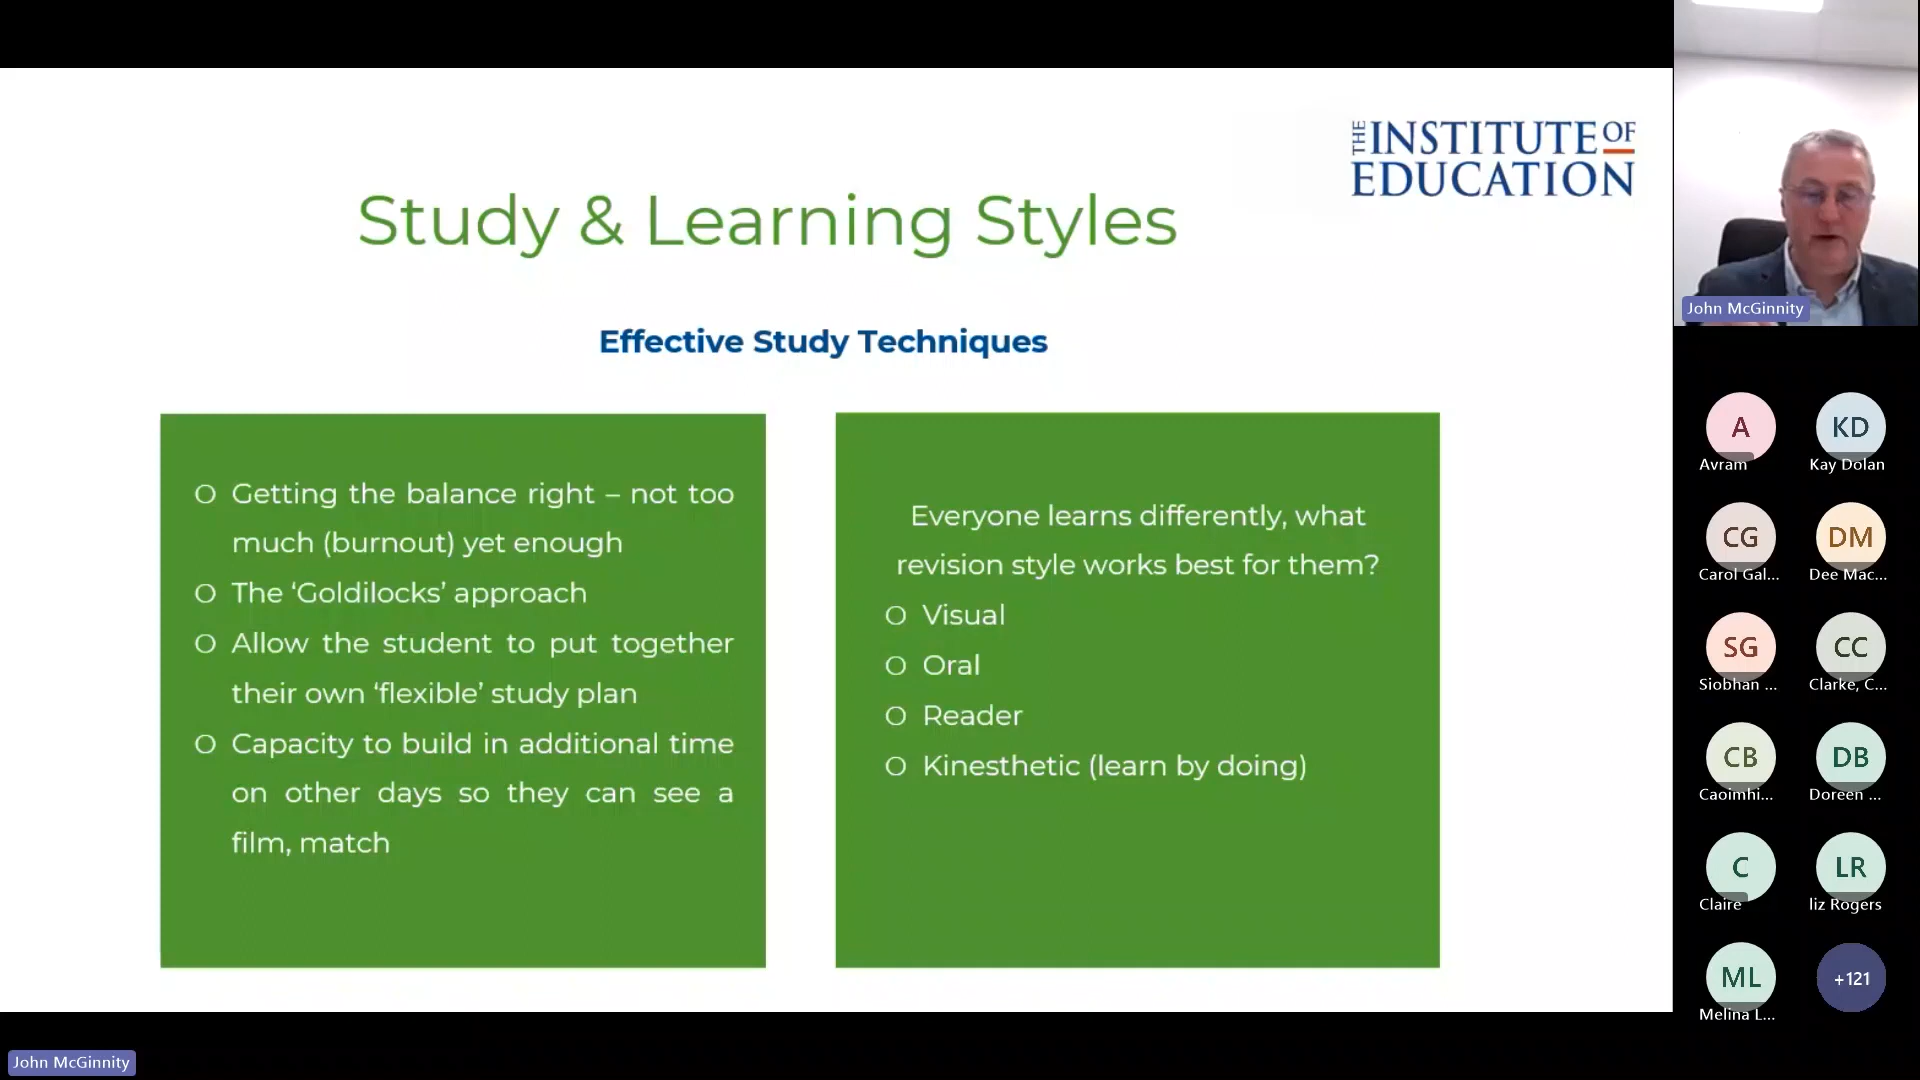 THE INSTITUTE OF
EDUCATION
Study & Learning Styles
Effective Study Techniques
O Getting the balance right – not too
much (burnout) yet enough
O The ‘Goldilocks’ approach
O Allow the student to put together
their own ‘flexible’ study plan
O Capacity to build in additional time
on other days so they can see a
film, match
Everyone learns differently, what
revision style works best for them?
O Visual
O Oral
O Reader
O Kinesthetic (learn by doing)
John McGinnity
A KD
Avram Kay Dolan
CG DM
Carol Gal... Dee Mac...
SG CC
Siobhan ... Clarke, C...
CB DB
Caoimhi... Doreen ...
C LR
Claire liz Rogers
ML +121
Melina L...
John McGinnity